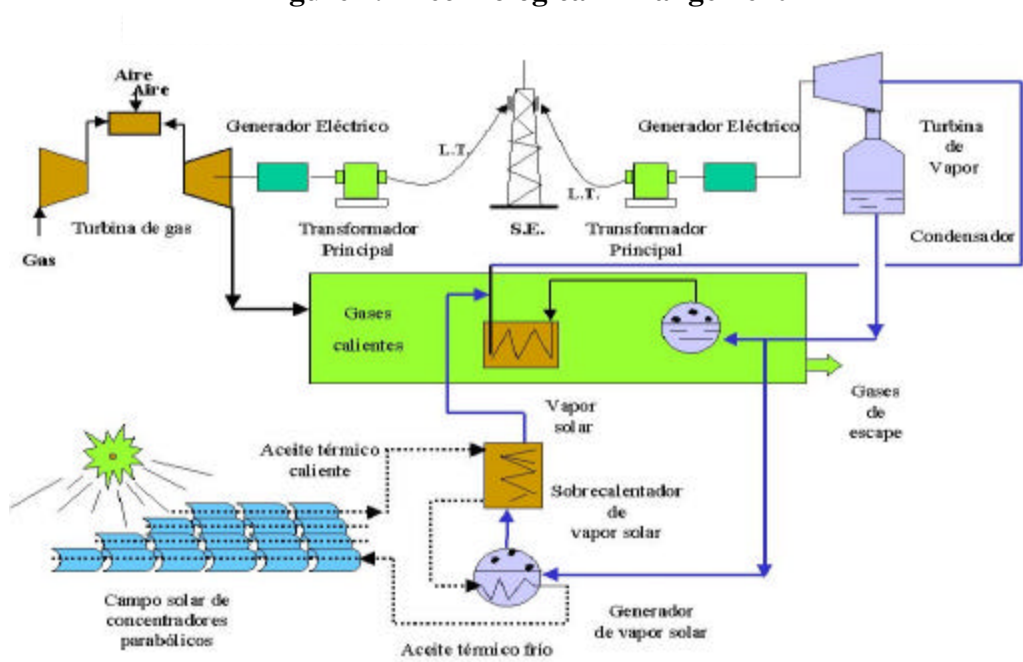 Aire
Aire
Generador Eléctrico
L.T.
Generador Eléctrico
Turbina
de
Vapor
L.T.
Turbina de gas
Transformador
Principal
S.E.
Transformador
Principal
Condensador
Gas
Gases
calientes
Gases
de
escape
Vapor
solar
Aceite térmico
caliente
Sobrecalentador
de
vapor solar
Campo solar de
concentradores
parabólicos
Generador
de vapor solar
Aceite térmico frío